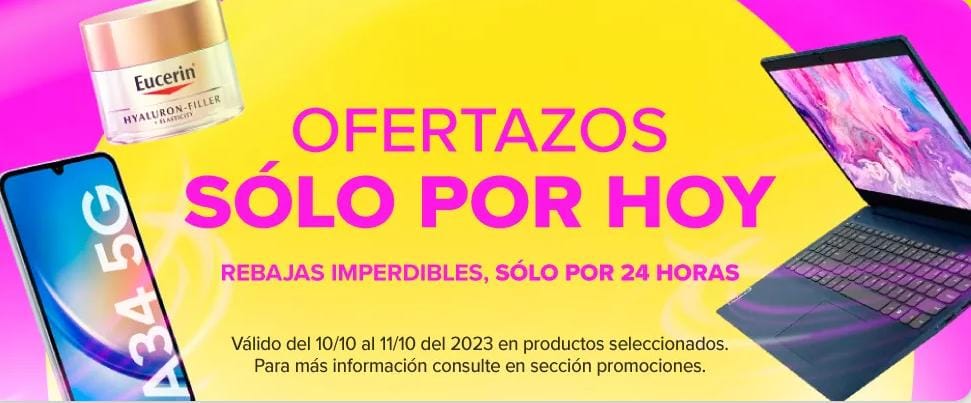 Eucerin
HYALURON-FILLER
+ ELASTICITY
OFERTAZOS
SÓLO POR HOY
A34 5G
REBAJAS IMPERDIBLES, SÓLO POR 24 HORAS
Válido del 10/10 al 11/10 del 2023 en productos seleccionados.
Para más información consulte en sección promociones.